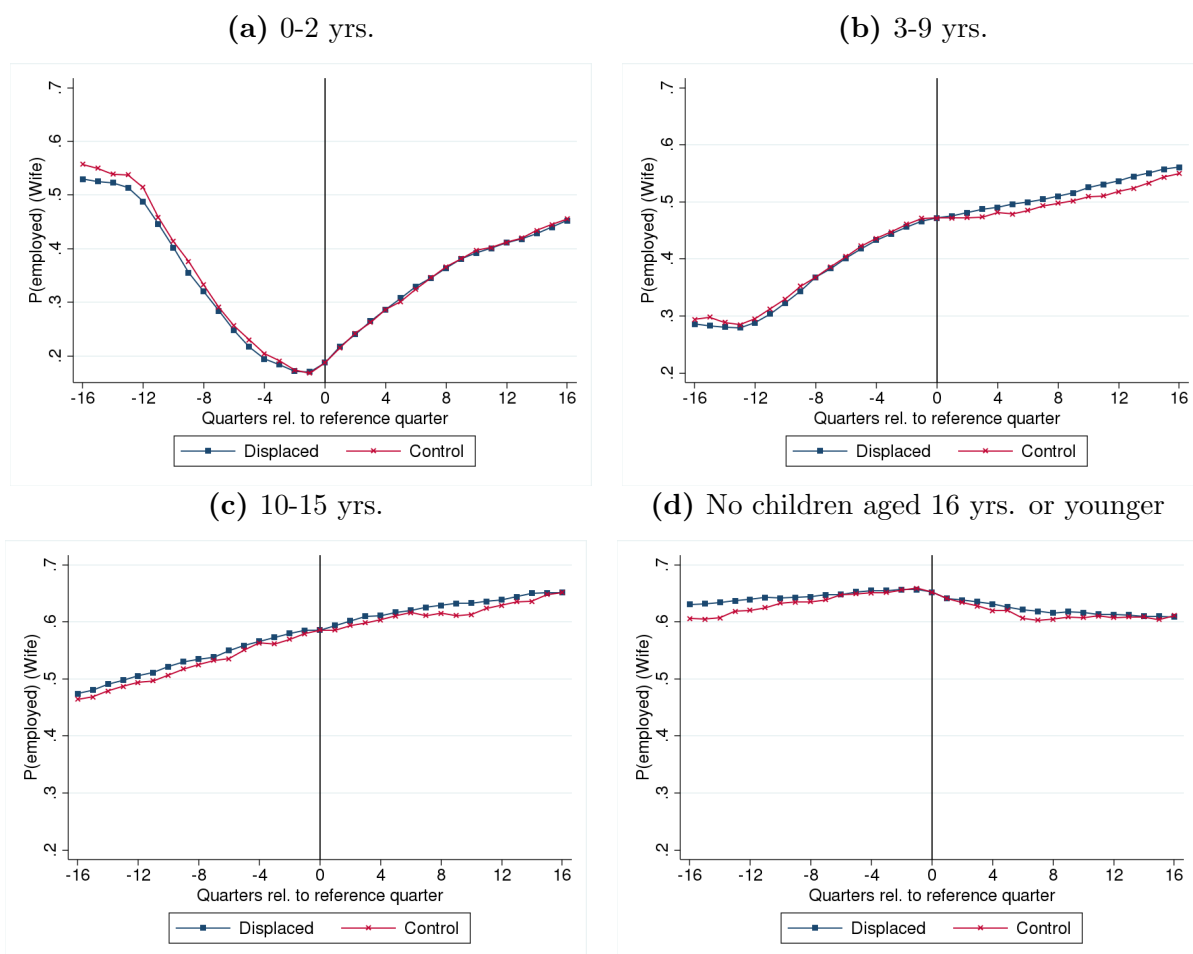 (a) 0-2 yrs.
P(employed) (Wife)
.7
.6
.5
.4
.3
.2
-16 -12 -8 -4 0 4 8 12 16
Quarters rel. to reference quarter
Displaced Control
(b) 3-9 yrs.
P(employed) (Wife)
.7
.6
.5
.4
.3
.2
-16 -12 -8 -4 0 4 8 12 16
Quarters rel. to reference quarter
Displaced Control
(c) 10-15 yrs.
P(employed) (Wife)
.7
.6
.5
.4
.3
.2
-16 -12 -8 -4 0 4 8 12 16
Quarters rel. to reference quarter
Displaced Control
(d) No children aged 16 yrs. or younger
P(employed) (Wife)
.7
.6
.5
.4
.3
.2
-16 -12 -8 -4 0 4 8 12 16
Quarters rel. to reference quarter
Displaced Control